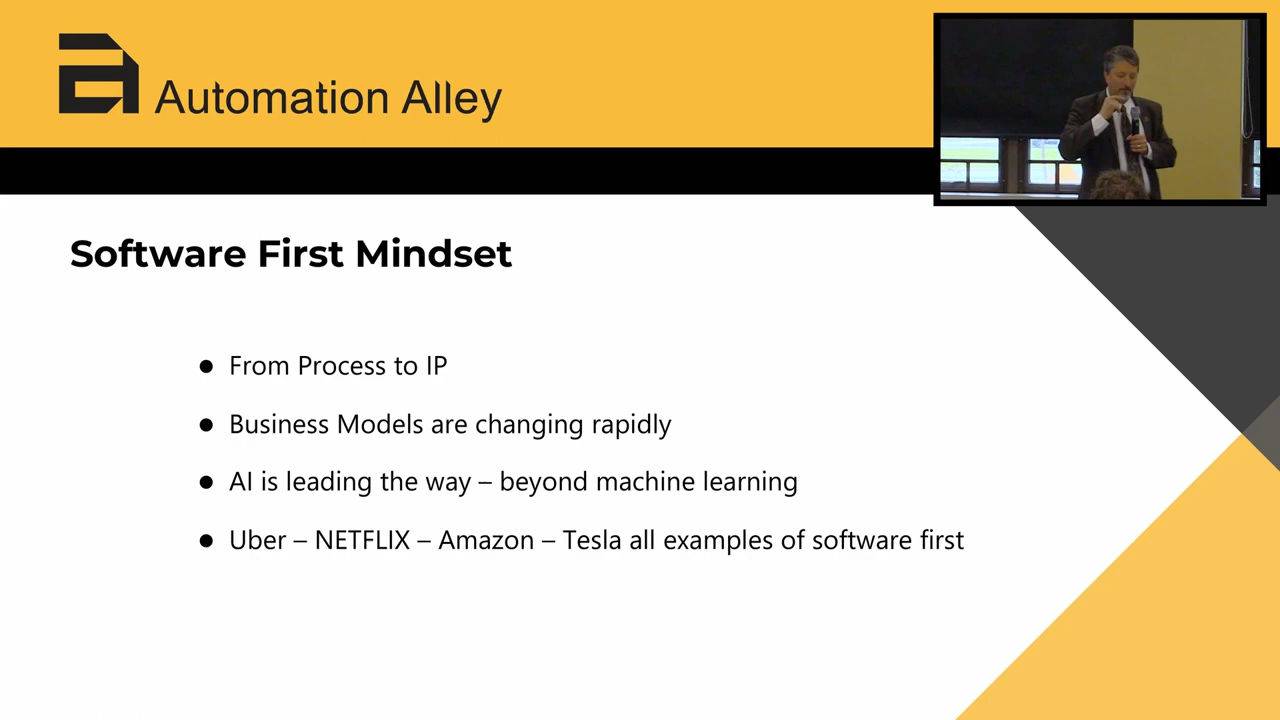 Automation Alley
Software First Mindset
● From Process to IP
● Business Models are changing rapidly
● AI is leading the way – beyond machine learning
● Uber – NETFLIX – Amazon – Tesla all examples of software first